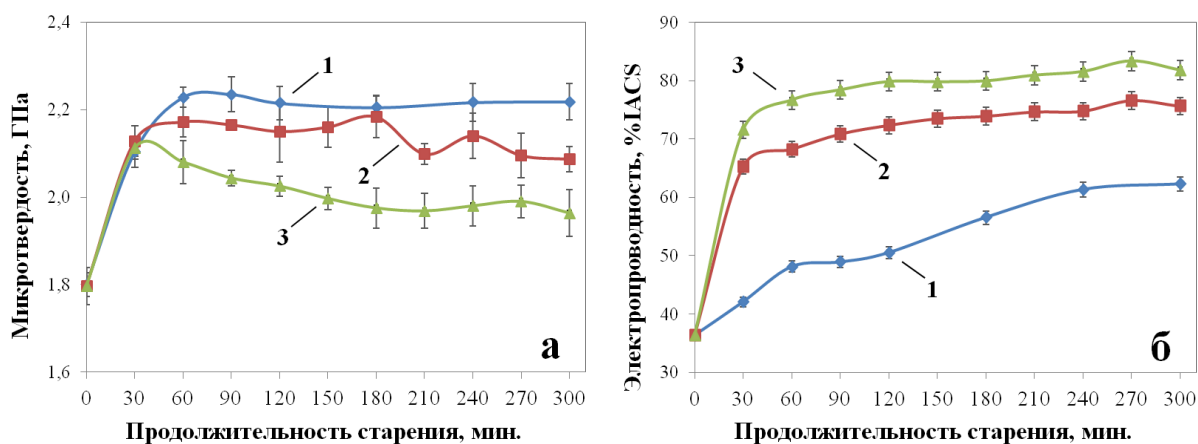 Микротвердость, ГПа
2,4
2,2
2,0
1,8
1,6
1
2
3
а
0 30 60 90 120 150 180 210 240 270 300
Продолжительность старения, мин.
Электропроводность, %IACS
90
80
70
60
50
40
30
3
2
1
б
0 30 60 90 120 150 180 210 240 270 300
Продолжительность старения, мин.